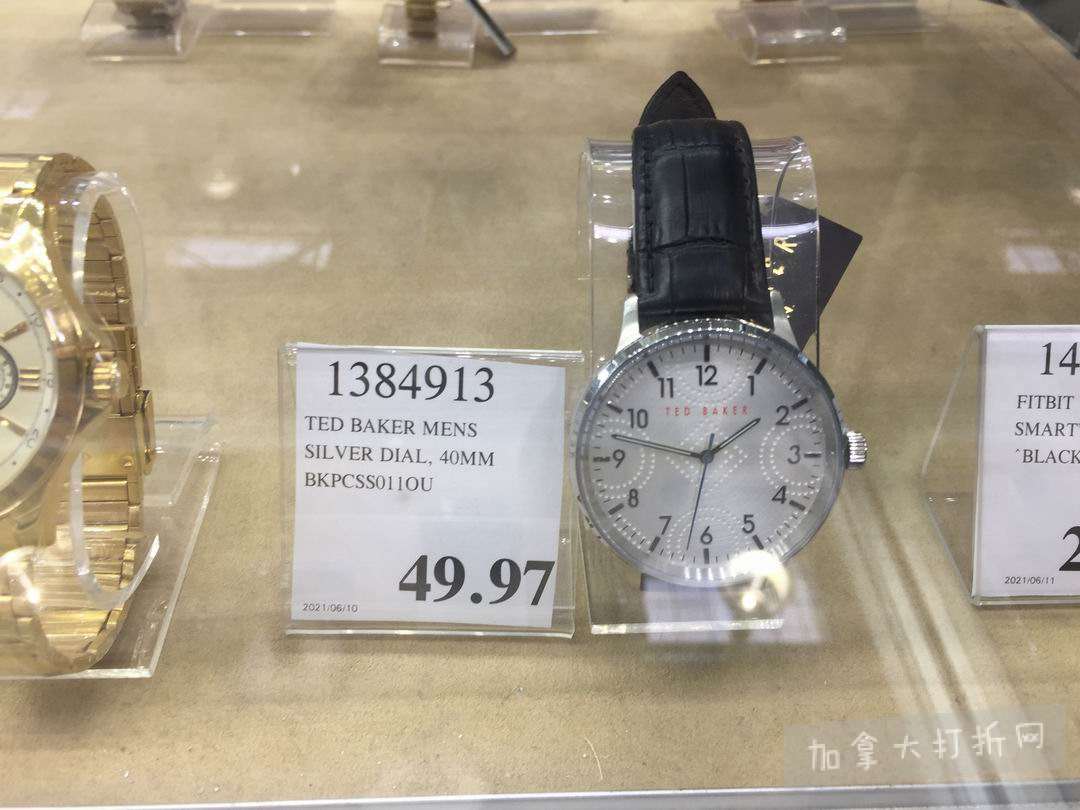 1384913
TED BAKER MENS
SILVER DIAL, 40MM
BKPCSS011OU
49.97
2021/06/10
12
1
2
3
4
5
6
7
8
9
10
11
TED BAKER
14
FITBIT
SMART
^BLACK
2
2021/06/11
加拿大打折网